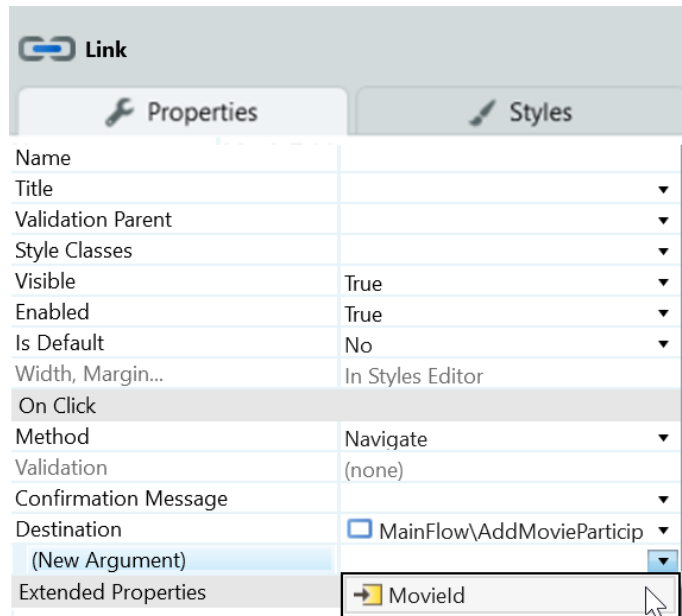 Link
Properties Styles
Name
Title
Validation Parent
Style Classes
Visible True
Enabled True
Is Default No
Width, Margin... In Styles Editor
On Click
Method Navigate
Validation (none)
Confirmation Message
Destination MainFlow\AddMovieParticip
(New Argument)
Extended Properties MovieId